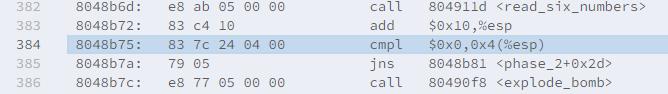 382 8048b6d: e8 ab 05 00 00 call 804911d <read_six_numbers>
383 8048b72: 83 c4 10 add $0x10,%esp
384 8048b75: 83 7c 24 04 00 cmpl $0x0,0x4(%esp)
385 8048b7a: 79 05 jns 8048b81 <phase_2+0x2d>
386 8048b7c: e8 77 05 00 00 call 80490f8 <explode_bomb>